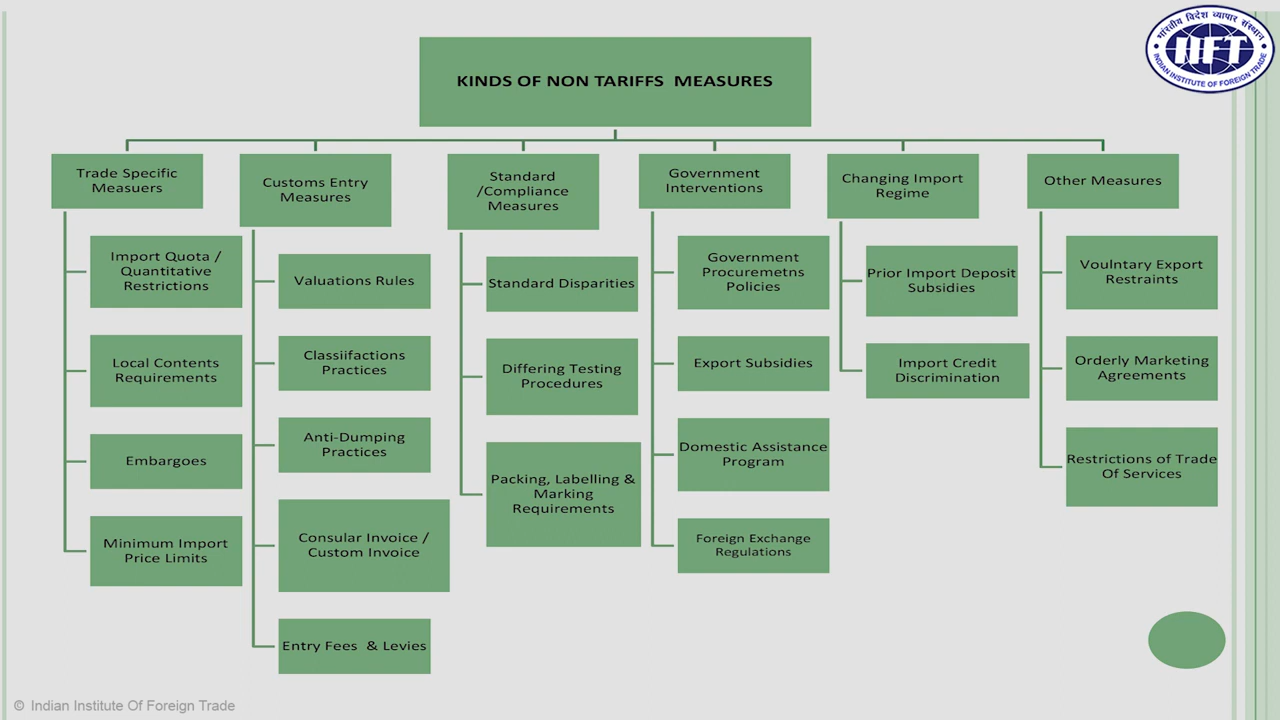 भारतीय विदेश व्यापार संस्थान
IIFT
INDIAN INSTITUTE OF FOREIGN TRADE
KINDS OF NON TARIFFS MEASURES
Trade Specific
Measuers
Import Quota /
Quantitative
Restrictions
Local Contents
Requirements
Embargoes
Minimum Import
Price Limits
Customs Entry
Measures
Valuations Rules
Classiifactions
Practices
Anti-Dumping
Practices
Consular Invoice /
Custom Invoice
Entry Fees & Levies
Standard
/Compliance
Measures
Standard Disparities
Differing Testing
Procedures
Packing, Labelling &
Marking
Requirements
Government
Interventions
Government
Procuremetns
Policies
Export Subsidies
Domestic Assistance
Program
Foreign Exchange
Regulations
Changing Import
Regime
Prior Import Deposit
Subsidies
Import Credit
Discrimination
Other Measures
Voulntary Export
Restraints
Orderly Marketing
Agreements
Restrictions of Trade
Of Services
© Indian Institute Of Foreign Trade